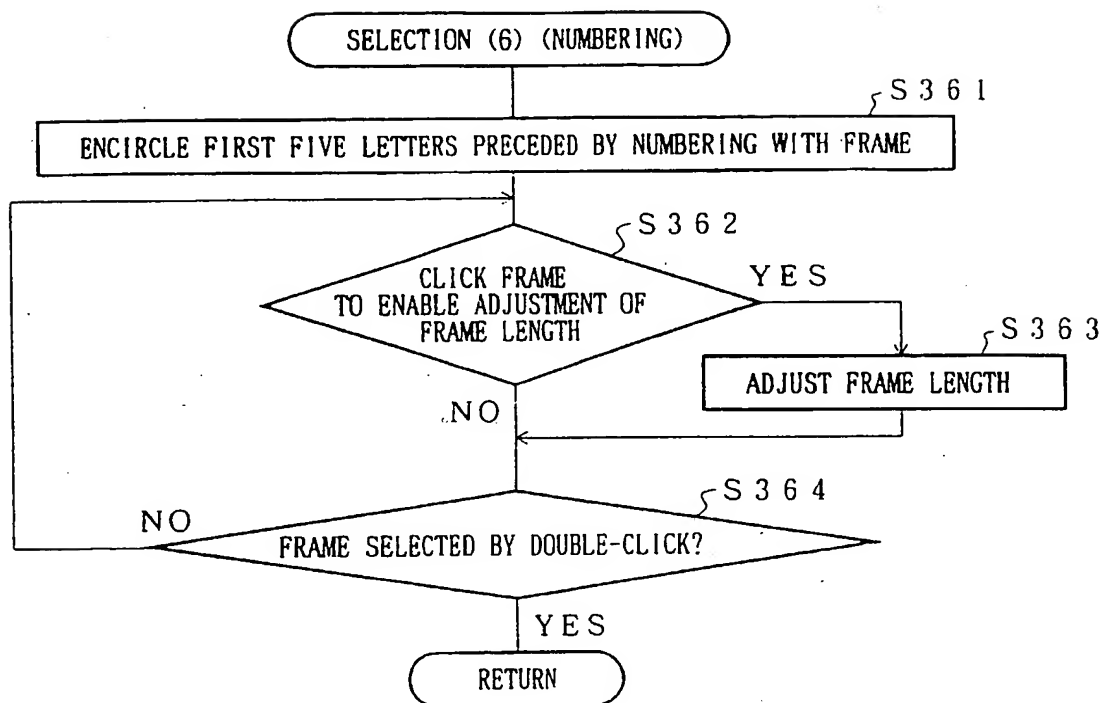 SELECTION (6) (NUMBERING)
S361
ENCIRCLE FIRST FIVE LETTERS PRECEDED BY NUMBERING WITH FRAME
S362
CLICK FRAME
TO ENABLE ADJUSTMENT OF
FRAME LENGTH
YES
S363
ADJUST FRAME LENGTH
NO
S364
NO
FRAME SELECTED BY DOUBLE-CLICK?
YES
RETURN